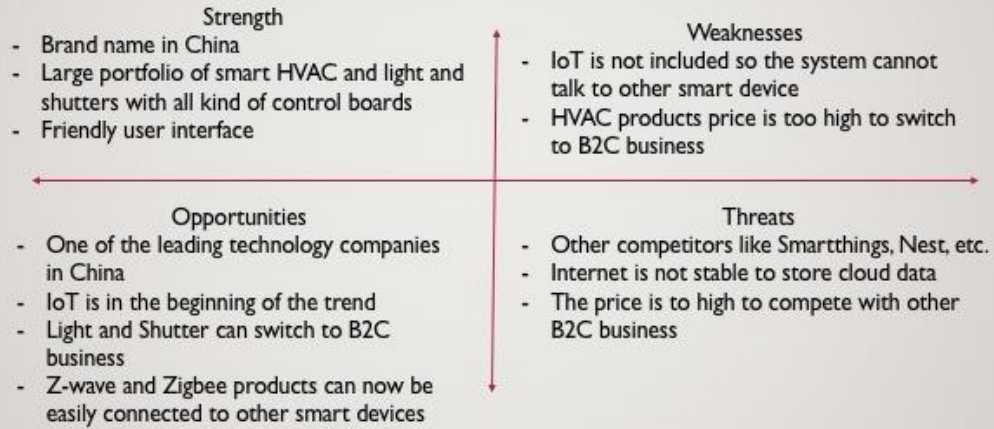 Strength
- Brand name in China
- Large portfolio of smart HVAC and light and
shutters with all kind of control boards
- Friendly user interface
Weaknesses
- IoT is not included so the system cannot
talk to other smart device
- HVAC products price is too high to switch
to B2C business
Opportunities
- One of the leading technology companies
in China
- IoT is in the beginning of the trend
- Light and Shutter can switch to B2C
business
- Z-wave and Zigbee products can now be
easily connected to other smart devices
Threats
- Other competitors like Smartthings, Nest, etc.
- Internet is not stable to store cloud data
- The price is to high to compete with other
B2C business